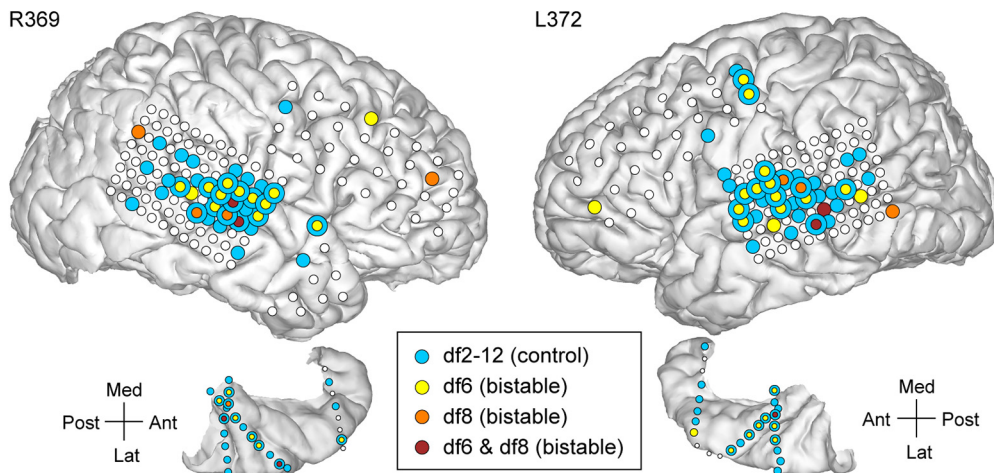 R369
L372
df2-12 (control)
df6 (bistable)
df8 (bistable)
df6 & df8 (bistable)
Med
Post Ant
Lat
Med
Ant Post
Lat